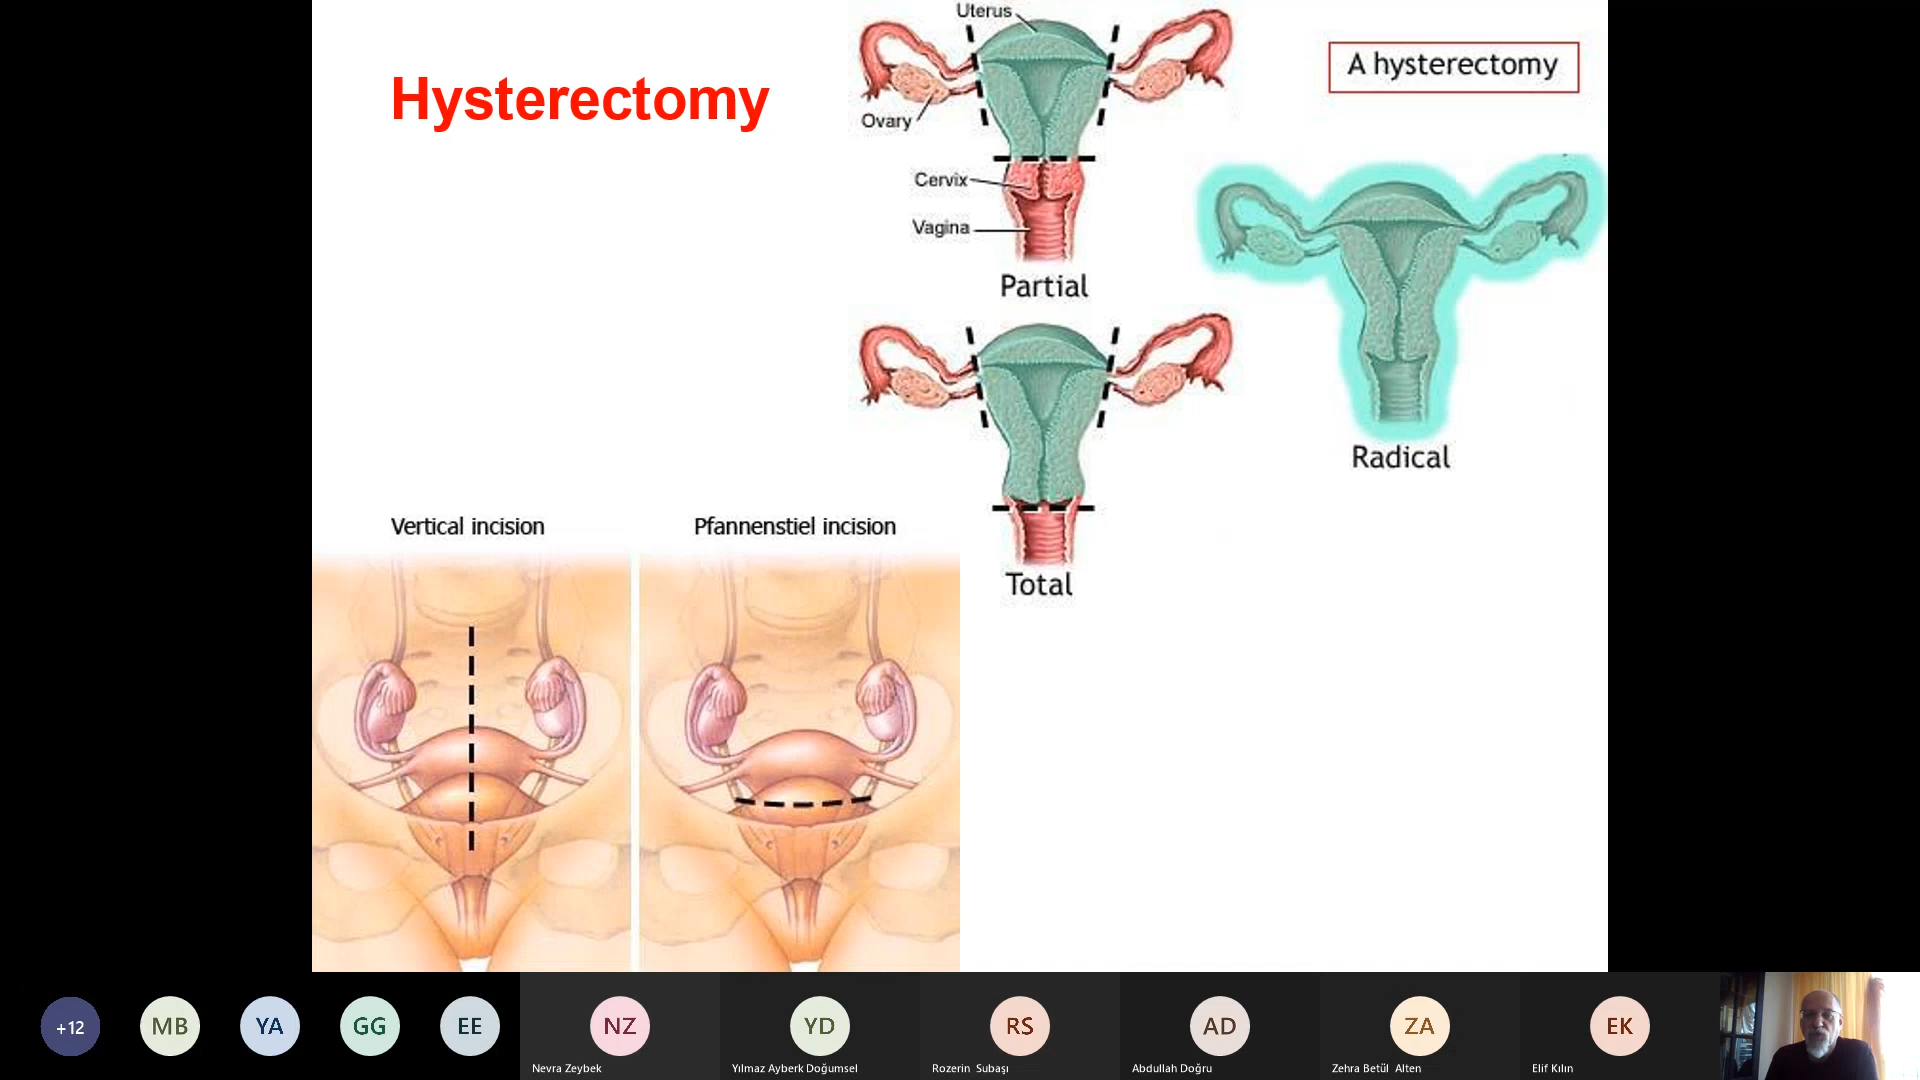 Hysterectomy
A hysterectomy
Uterus
Ovary
Cervix
Vagina
Partial
Radical
Total
Vertical incision
Pfannenstiel incision
+12
MB
YA
GG
EE
NZ
YD
RS
AD
ZA
EK
Nevra Zeybek
Yılmaz Ayberk Doğumsel
Rozerin Subaşı
Abdullah Doğru
Zehra Betül Alten
Elif Kılın